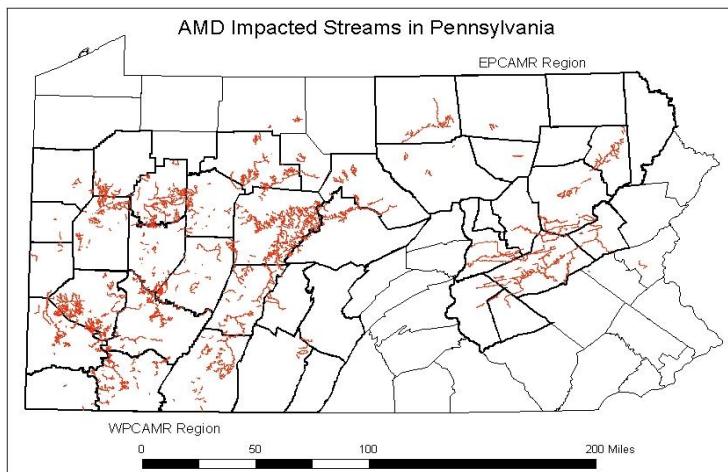 AMD Impacted Streams in Pennsylvania
EPCAMR Region
WPCAMR Region
0 50 100 200 Miles